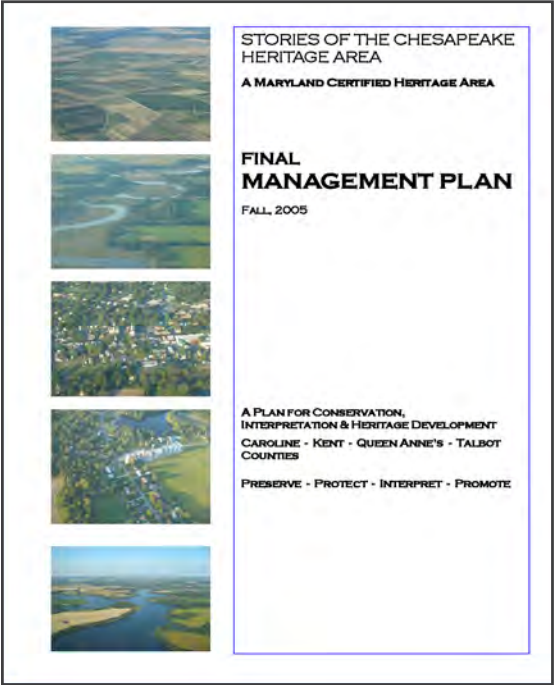 STORIES OF THE CHESAPEAKE
HERITAGE AREA
A MARYLAND CERTIFIED HERITAGE AREA
FINAL
MANAGEMENT PLAN
FALL, 2005
A PLAN FOR CONSERVATION,
INTERPRETATION & HERITAGE DEVELOPMENT
CAROLINE - KENT - QUEEN ANNE'S - TALBOT
COUNTIES
PRESERVE - PROTECT - INTERPRET - PROMOTE